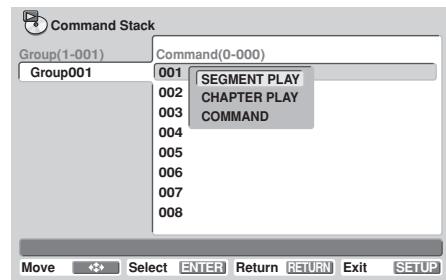 Command Stack
Group(1-001) Command(0-000)
Group001 001 SEGMENT PLAY
002 CHAPTER PLAY
003 COMMAND
004
005
006
007
008
Move Select ENTER Return RETURN Exit SETUP